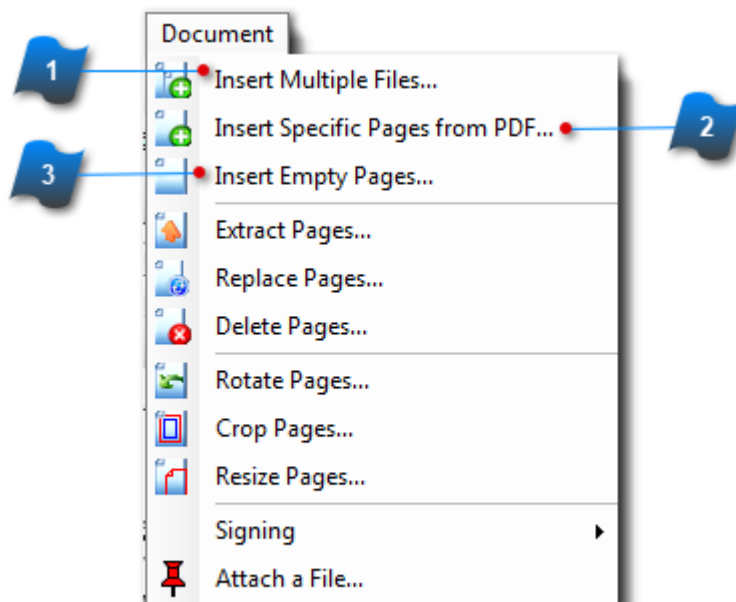 Document
1
Insert Multiple Files...
Insert Specific Pages from PDF...
2
3
Insert Empty Pages...
Extract Pages...
Replace Pages...
Delete Pages...
Rotate Pages...
Crop Pages...
Resize Pages...
Signing
Attach a File...